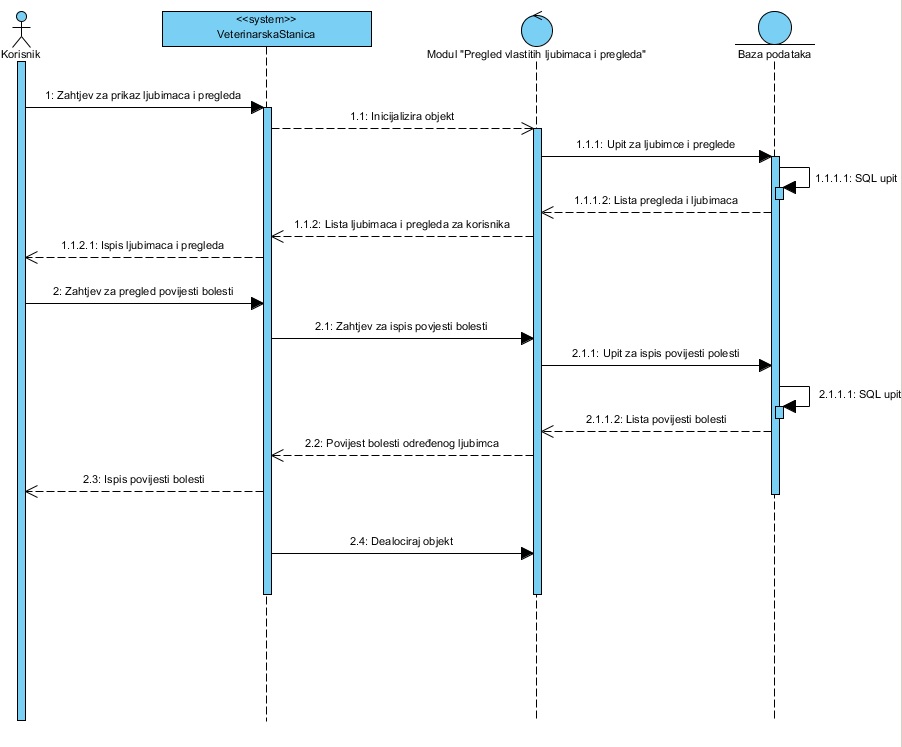 <<system>>
VeterinarskaStanica
Korisnik
Modul "Pregled vlastitih ljubimaca i pregleda"
Baza podataka
1: Zahtjev za prikaz ljubimaca i pregleda
1.1: Inicijalizira objekt
1.1.1: Upit za ljubimce i preglede
1.1.1.1: SQL upit
1.1.1.2: Lista pregleda i ljubimaca
1.1.2: Lista ljubimaca i pregleda za korisnika
1.1.2.1: Ispis ljubimaca i pregleda
2: Zahtjev za pregled povijesti bolesti
2.1: Zahtjev za ispis povjesti bolesti
2.1.1: Upit za ispis povijesti polesti
2.1.1.1: SQL upit
2.1.1.2: Lista povijesti bolesti
2.2: Povijest bolesti određenog ljubimca
2.3: Ispis povijesti bolesti
2.4: Dealociraj objekt